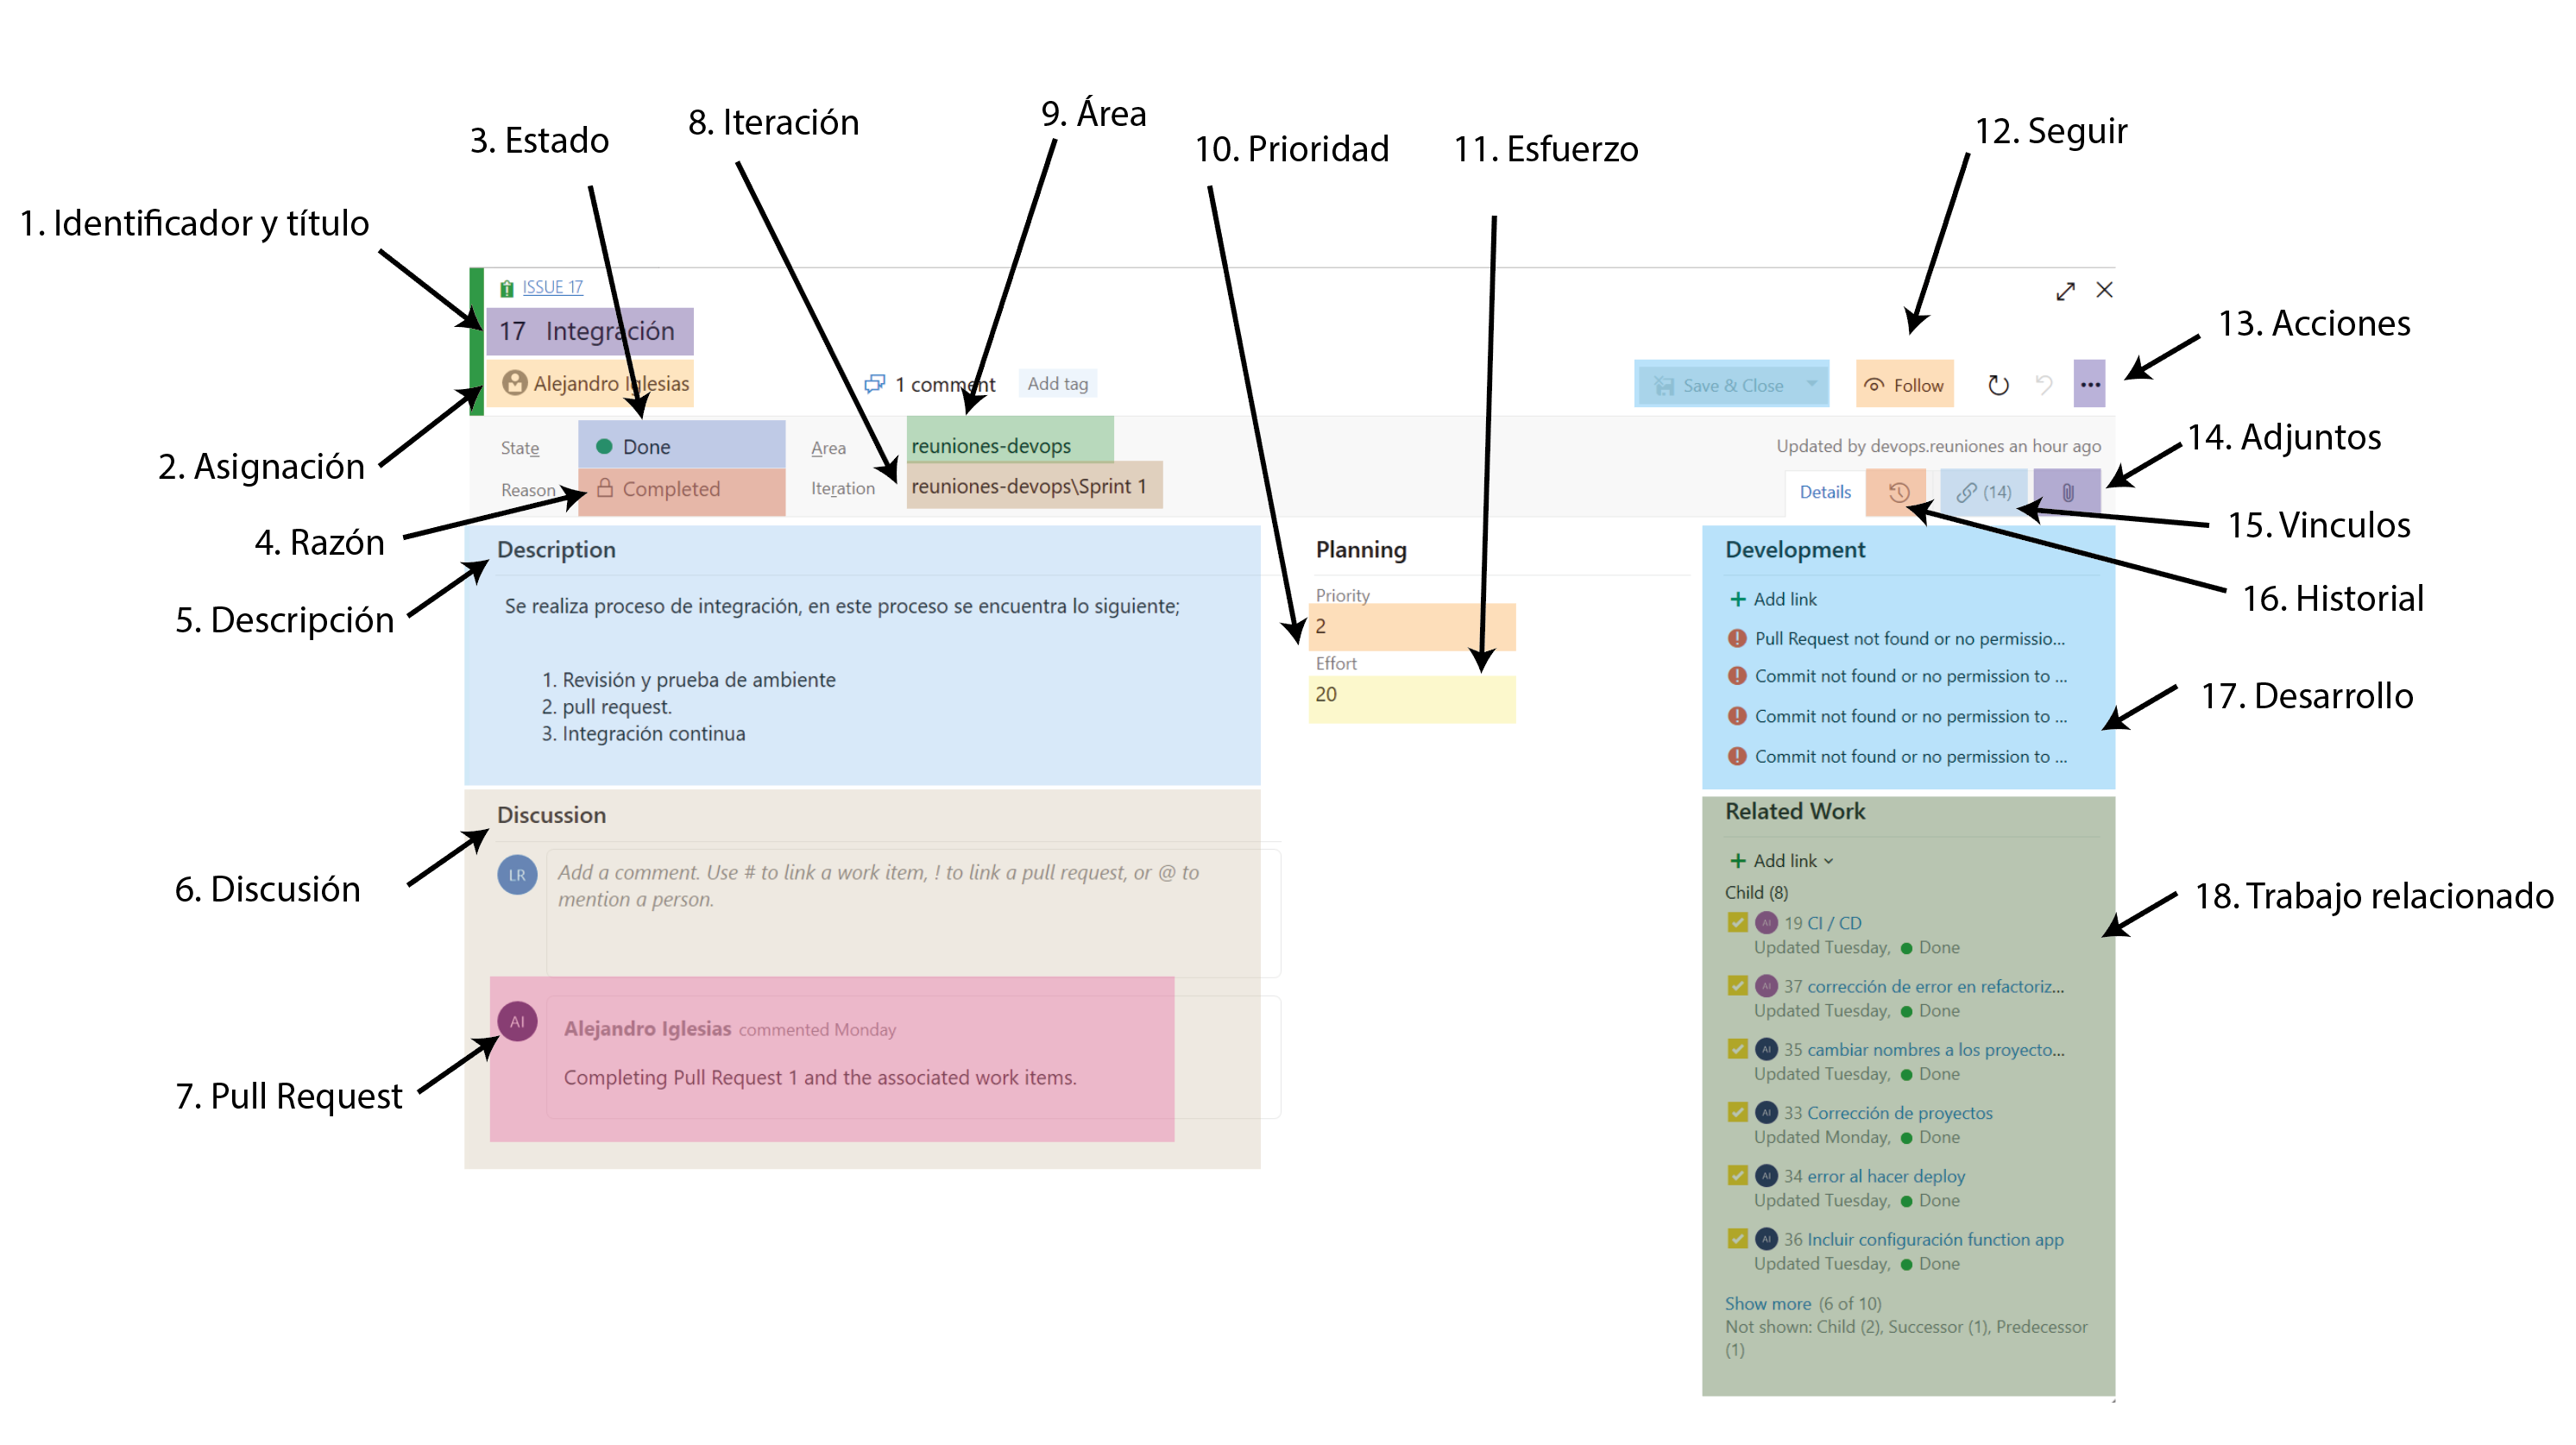 9. Área
8. Iteración
12. Seguir
3. Estado
10. Prioridad
11. Esfuerzo
1. Identificador y título
ISSUE 17
17 Integración
13. Acciones
Alejandro Iglesias
1 comment
Add tag
Save & Close
Follow
14. Adjuntos
2. Asignación
State
Done
Area
reuniones-devops
Updated by devops.reuniones an hour ago
Reason
Completed
Iteration
reuniones-devops\Sprint 1
Details
(14)
15. Vinculos
4. Razón
Description
Planning
Development
5. Descripción
Se realiza proceso de integración, en este proceso se encuentra lo siguiente;
1. Revisión y prueba de ambiente
2. pull request.
3. Integración continua
Priority
2
Effort
20
16. Historial
Add link
Pull Request not found or no permissio...
Commit not found or no permission to ...
Commit not found or no permission to ...
Commit not found or no permission to ...
17. Desarrollo
Discussion
6. Discusión
LR
Add a comment. Use # to link a work item, ! to link a pull request, or @ to
mention a person.
AI
Alejandro Iglesias commented Monday
Completing Pull Request 1 and the associated work items.
7. Pull Request
Related Work
Add link
Child (8)
18. Trabajo relacionado
AI 19 CI / CD
Updated Tuesday, Done
AI 37 corrección de error en refactoriz...
Updated Tuesday, Done
AI 35 cambiar nombres a los proyecto...
Updated Tuesday, Done
AI 33 Corrección de proyectos
Updated Monday, Done
AI 34 error al hacer deploy
Updated Tuesday, Done
AI 36 Incluir configuración function app
Updated Tuesday, Done
Show more (6 of 10)
Not shown: Child (2), Successor (1), Predecessor
(1)